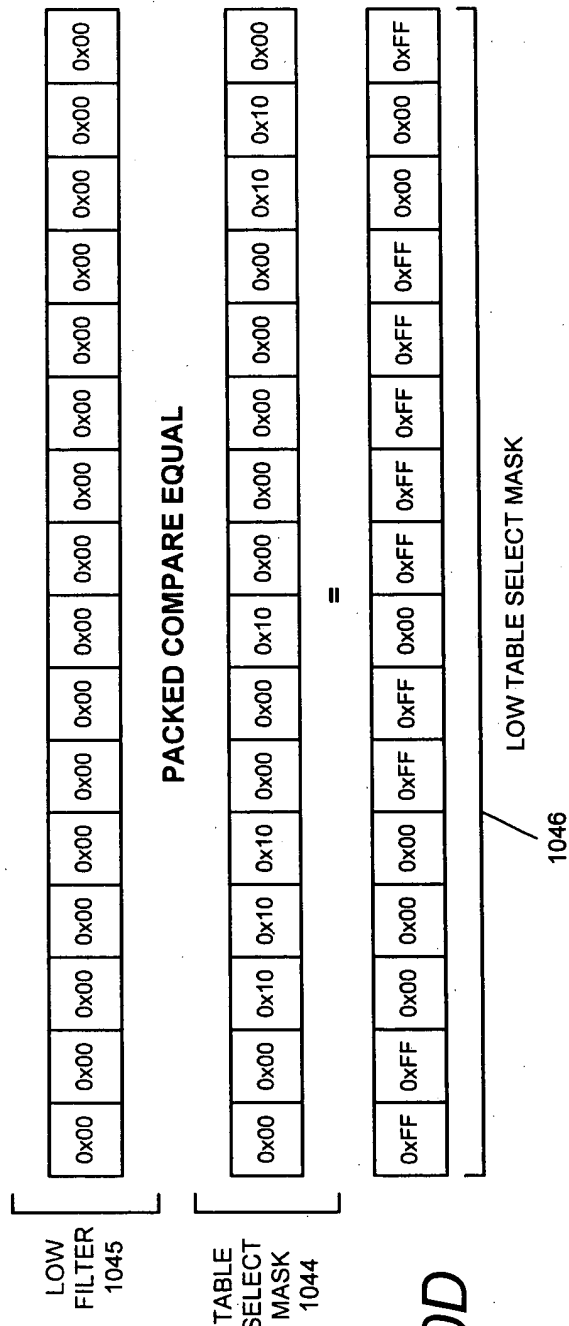 LOW
FILTER
1045
0x00 0x00 0x00 0x00 0x00 0x00 0x00 0x00 0x00 0x00 0x00 0x00 0x00 0x00 0x00 0x00
PACKED COMPARE EQUAL
TABLE
SELECT
MASK
1044
0x00 0x00 0x10 0x10 0x10 0x00 0x00 0x10 0x00 0x00 0x00 0x00 0x00 0x10 0x10 0x00
=
0xFF 0xFF 0x00 0x00 0x00 0xFF 0xFF 0x00 0xFF 0xFF 0xFF 0xFF 0xFF 0x00 0x00 0xFF
LOW TABLE SELECT MASK
1046
0D